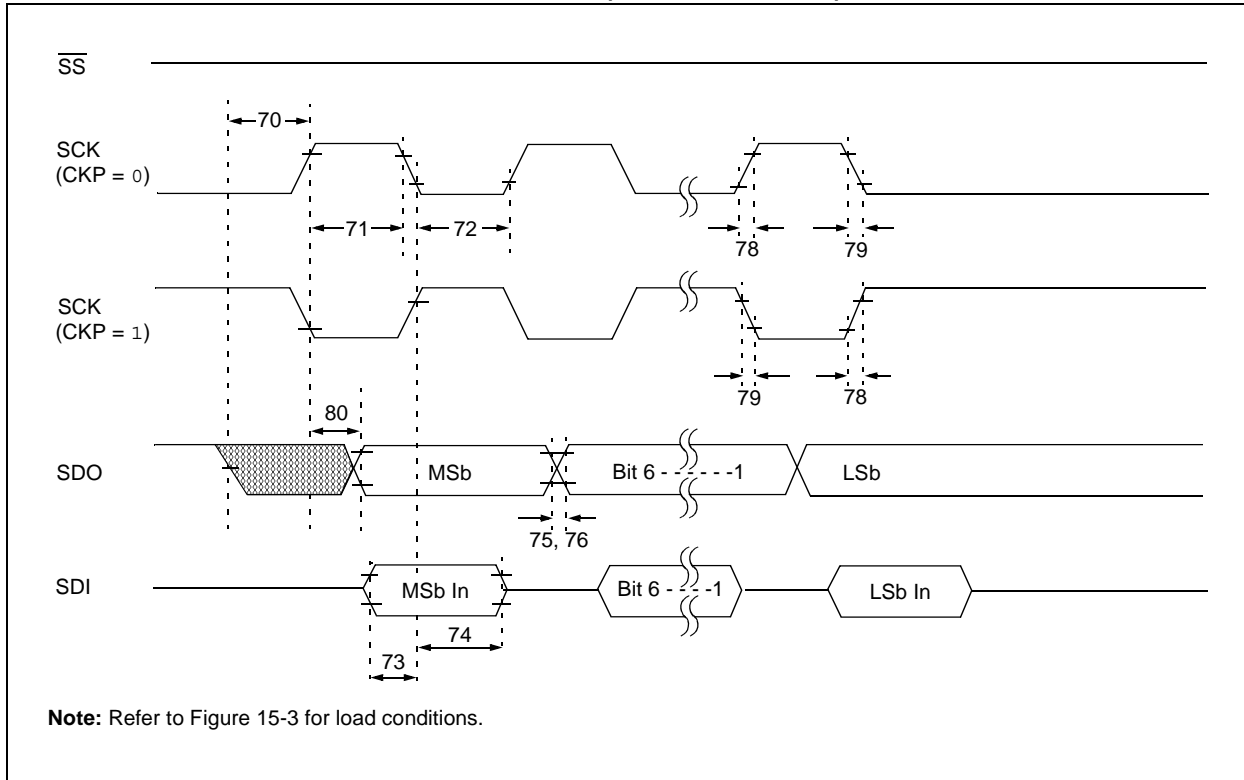 SS
70
SCK
(CKP = 0)
71
72
78
79
SCK
(CKP = 1)
79
78
80
SDO
MSb
Bit 6 - - - - - -1
LSb
75, 76
SDI
MSb In
Bit 6 - - - - -1
LSb In
74
73
Note: Refer to Figure 15-3 for load conditions.